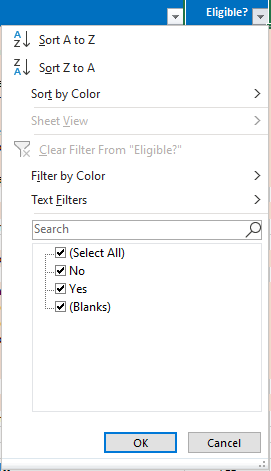 Eligible?
Sort A to Z
Sort Z to A
Sort by Color
Sheet View
Clear Filter From "Eligible?"
Filter by Color
Text Filters
Search
(Select All)
No
Yes
(Blanks)
OK
Cancel